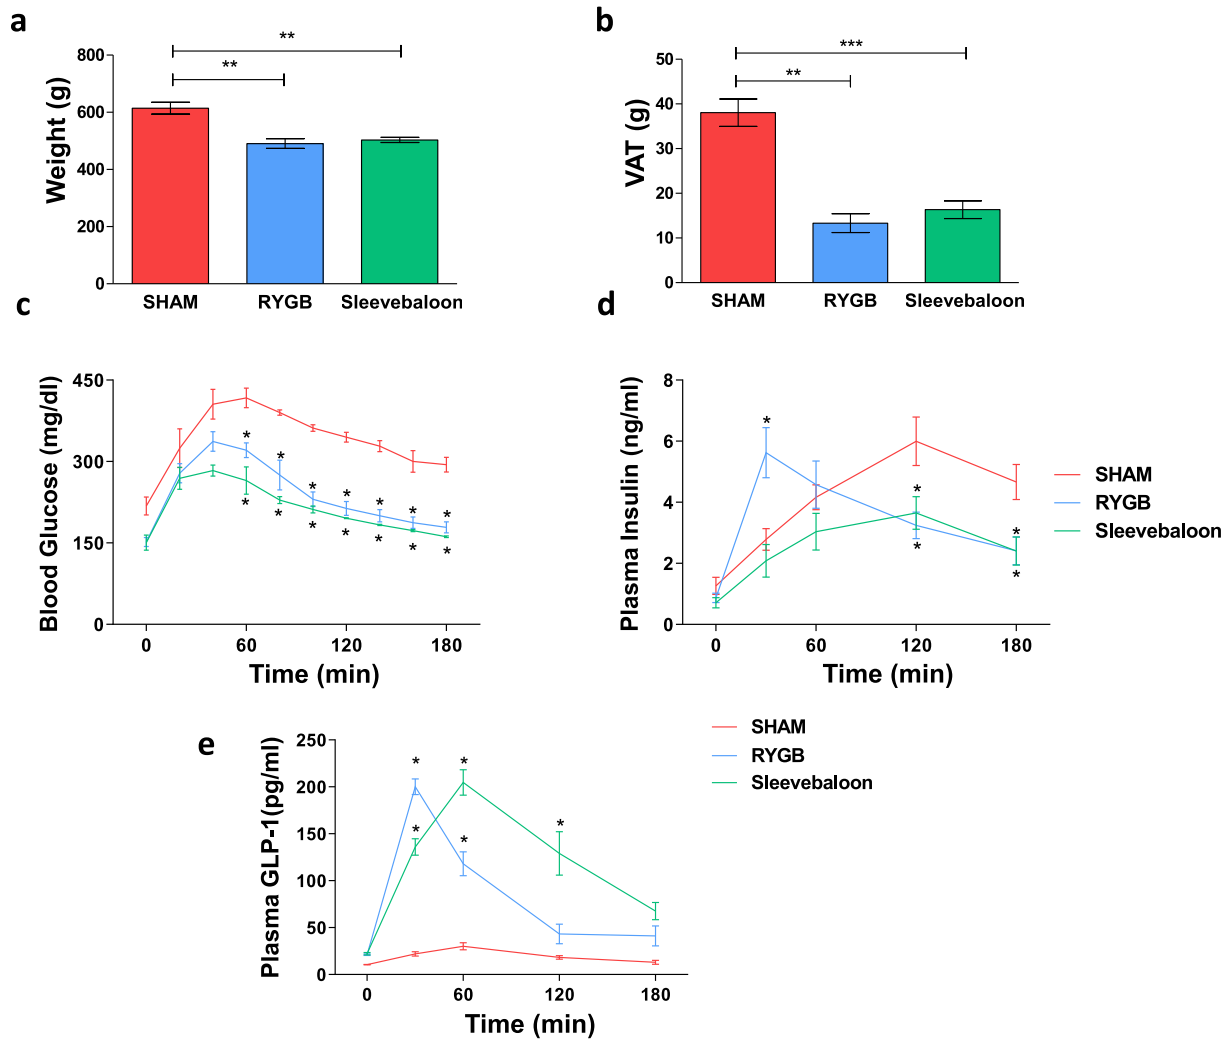 a
Weight (g)
800
600
400
200
0
**
**
SHAM
RYGB
Sleevebaloon
b
VAT (g)
50
40
30
20
10
0
***
**
SHAM
RYGB
Sleevebaloon
c
Blood Glucose (mg/dl)
450
300
150
0
* * * * * * *
* * * * * * *
0 60 120 180
Time (min)
d
Plasma Insulin (ng/ml)
8
6
4
2
0
*
* *
* *
0 60 120 180
Time (min)
SHAM
RYGB
Sleevebaloon
e
Plasma GLP-1(pg/ml)
250
200
150
100
50
0
* *
* * *
0 60 120 180
Time (min)
SHAM
RYGB
Sleevebaloon